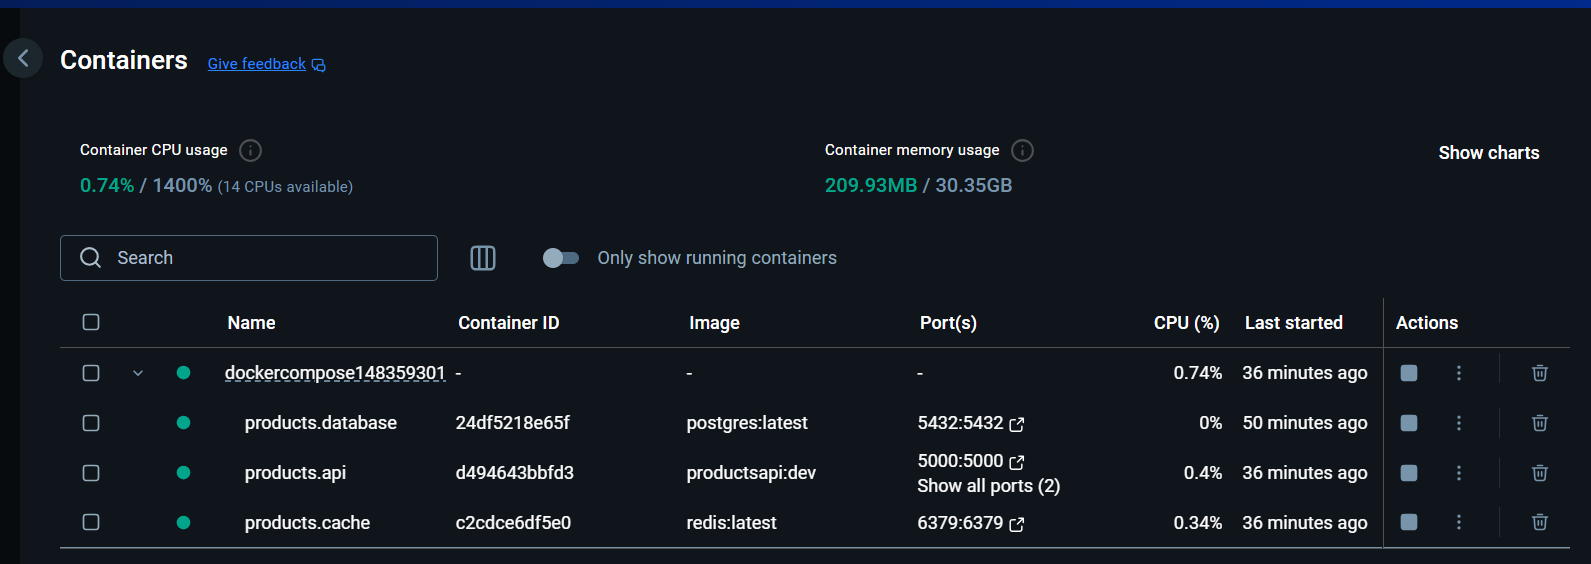 Containers Give feedback
Container CPU usage Container memory usage Show charts
0.74% / 1400% (14 CPUs available) 209.93MB / 30.35GB
Search Only show running containers
Name Container ID Image Port(s) CPU (%) Last started Actions
dockercompose148359301 - - - 0.74% 36 minutes ago
products.database 24df5218e65f postgres:latest 5432:5432 0% 50 minutes ago
products.api d494643bbfd3 productsapi:dev 5000:5000 0.4% 36 minutes ago
Show all ports (2)
products.cache c2cdce6df5e0 redis:latest 6379:6379 0.34% 36 minutes ago